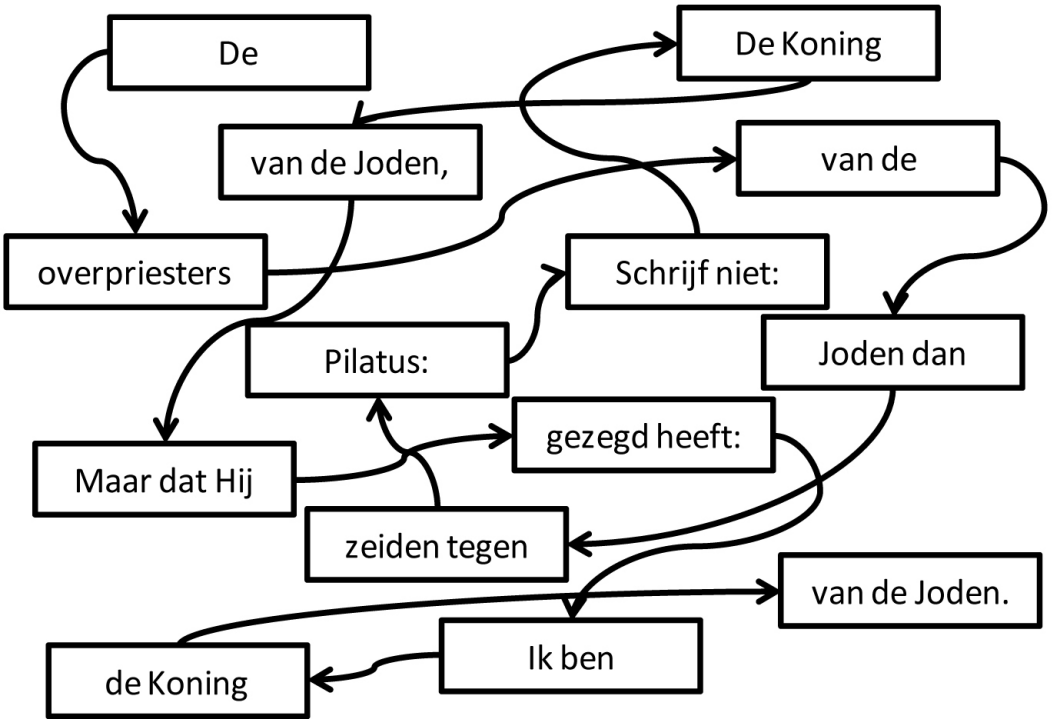 De
overpriesters
van de
Joden dan
zeiden tegen
Pilatus:
Schrijf niet:
De Koning
van de Joden,
Maar dat Hij
gezegd heeft:
Ik ben
de Koning
van de Joden.